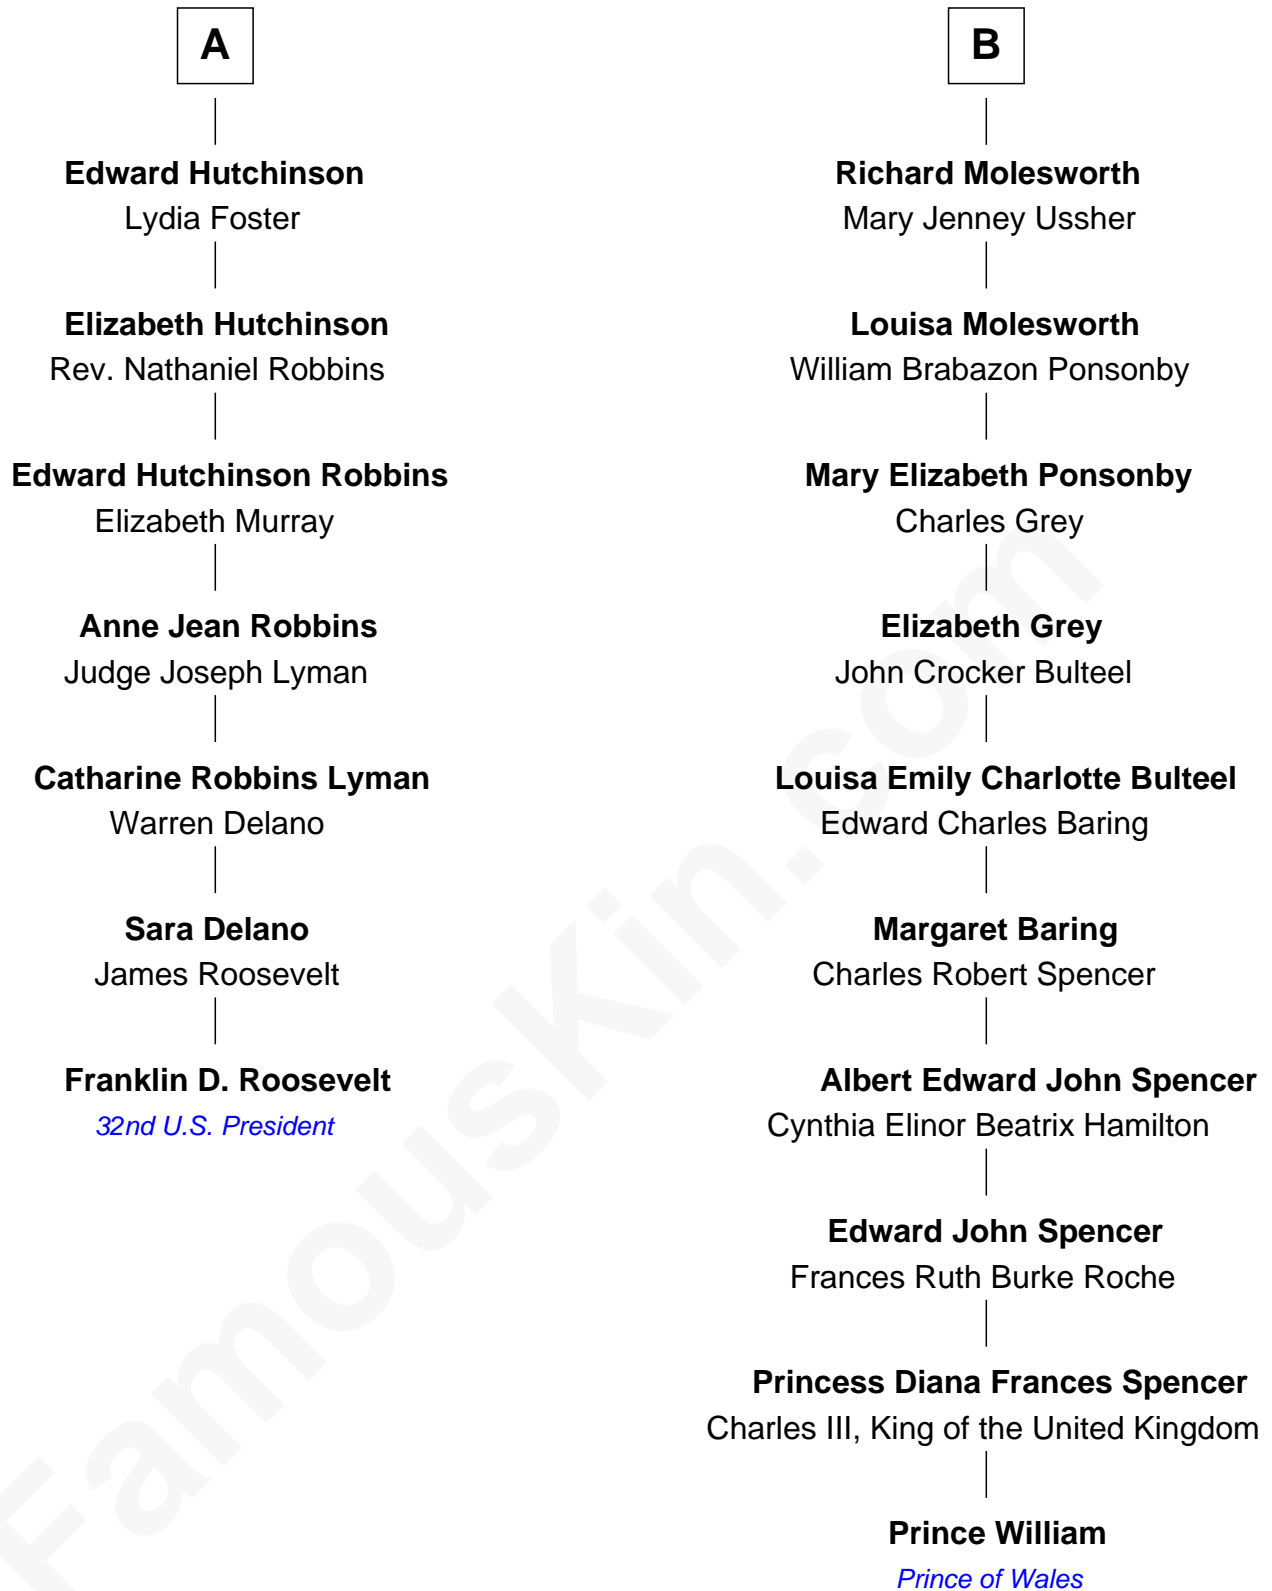 A
Edward Hutchinson
Lydia Foster
Elizabeth Hutchinson
Rev. Nathaniel Robbins
Edward Hutchinson Robbins
Elizabeth Murray
Anne Jean Robbins
Judge Joseph Lyman
Catharine Robbins Lyman
Warren Delano
Sara Delano
James Roosevelt
Franklin D. Roosevelt
32nd U.S. President
B
Richard Molesworth
Mary Jenney Ussher
Louisa Molesworth
William Brabazon Ponsonby
Mary Elizabeth Ponsonby
Charles Grey
Elizabeth Grey
John Crocker Bulteel
Louisa Emily Charlotte Bulteel
Edward Charles Baring
Margaret Baring
Charles Robert Spencer
Albert Edward John Spencer
Cynthia Elinor Beatrix Hamilton
Edward John Spencer
Frances Ruth Burke Roche
Princess Diana Frances Spencer
Charles III, King of the United Kingdom
Prince William
Prince of Wales
FamousKin.com